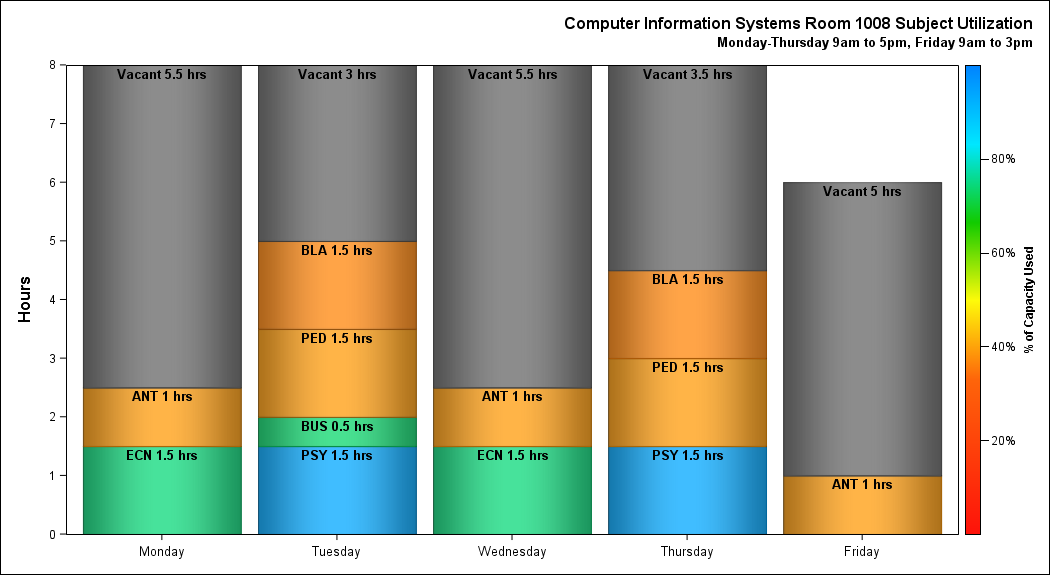 Computer Information Systems Room 1008 Subject Utilization
Monday-Thursday 9am to 5pm, Friday 9am to 3pm
Hours
8
7
6
5
4
3
2
1
0
Vacant 5.5 hrs
ANT 1 hrs
ECN 1.5 hrs
Monday
Vacant 3 hrs
BLA 1.5 hrs
PED 1.5 hrs
BUS 0.5 hrs
PSY 1.5 hrs
Tuesday
Vacant 5.5 hrs
ANT 1 hrs
ECN 1.5 hrs
Wednesday
Vacant 3.5 hrs
BLA 1.5 hrs
PED 1.5 hrs
PSY 1.5 hrs
Thursday
Vacant 5 hrs
ANT 1 hrs
Friday
80%
60%
40%
20%
% of Capacity Used